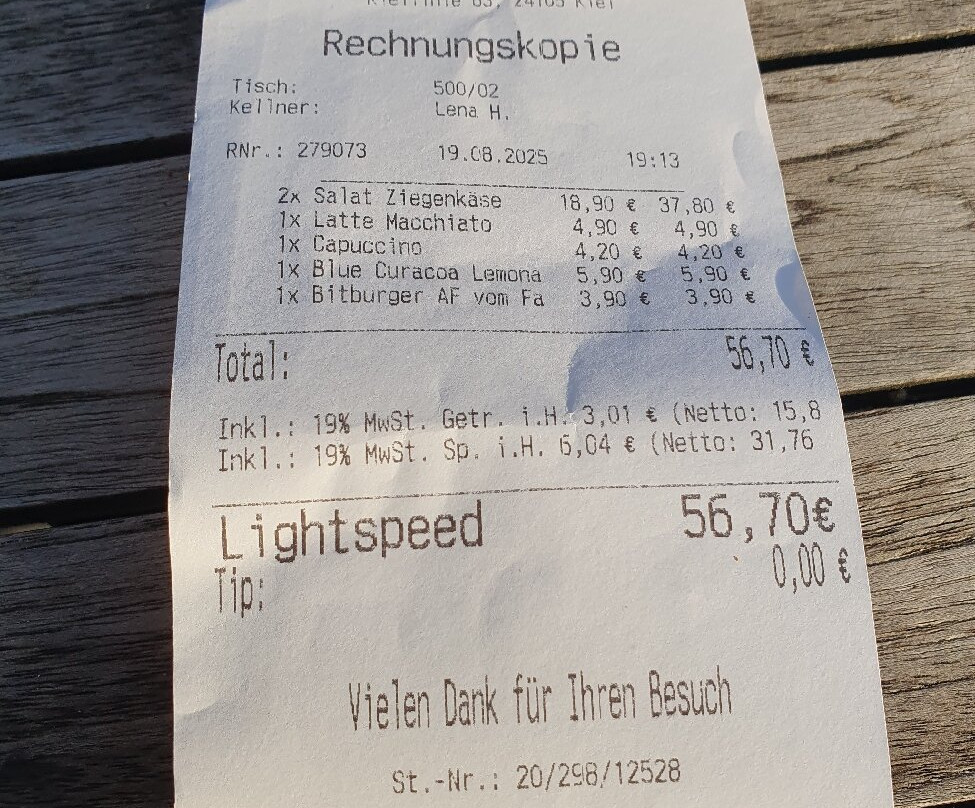 Kiellinie 65, 24105 Kiel
Rechnungskopie
Tisch: 500/02
Kellner: Lena H.
RNr.: 279073 19.08.2025 19:13
2x Salat Ziegenkäse 18,90 € 37,80 €
1x Latte Macchiato 4,90 € 4,90 €
1x Capuccino 4,20 € 4,20 €
1x Blue Curacoa Lemona 5,90 € 5,90 €
1x Bitburger AF vom Fa 3,90 € 3,90 €
Total: 56,70 €
Inkl.: 19% MwSt. Getr. i.H. 3,01 € (Netto: 15,8
Inkl.: 19% MwSt. Sp. i.H. 6,04 € (Netto: 31,76
Lightspeed 56,70€
Tip: 0,00 €
Vielen Dank für Ihren Besuch
St.-Nr.: 20/298/12528